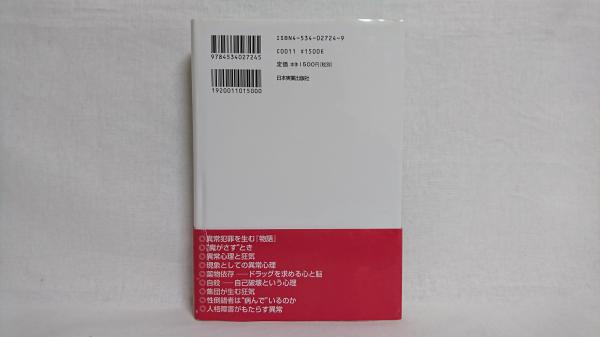 ISBN4-534-02724-9
9784534027245
C0011 ¥1500E
定価 本体1500円(税別)
日本実業出版社
1920011015000
◎異常犯罪を生む『物語』
◎“魔がさす”とき
◎異常心理と狂気
◎現象としての異常心理
◎薬物依存――ドラッグを求める心と脳
◎自殺――自己破壊という心理
◎集団が生む狂気
◎性倒錯者は“病んで”いるのか
◎人格障害がもたらす異常